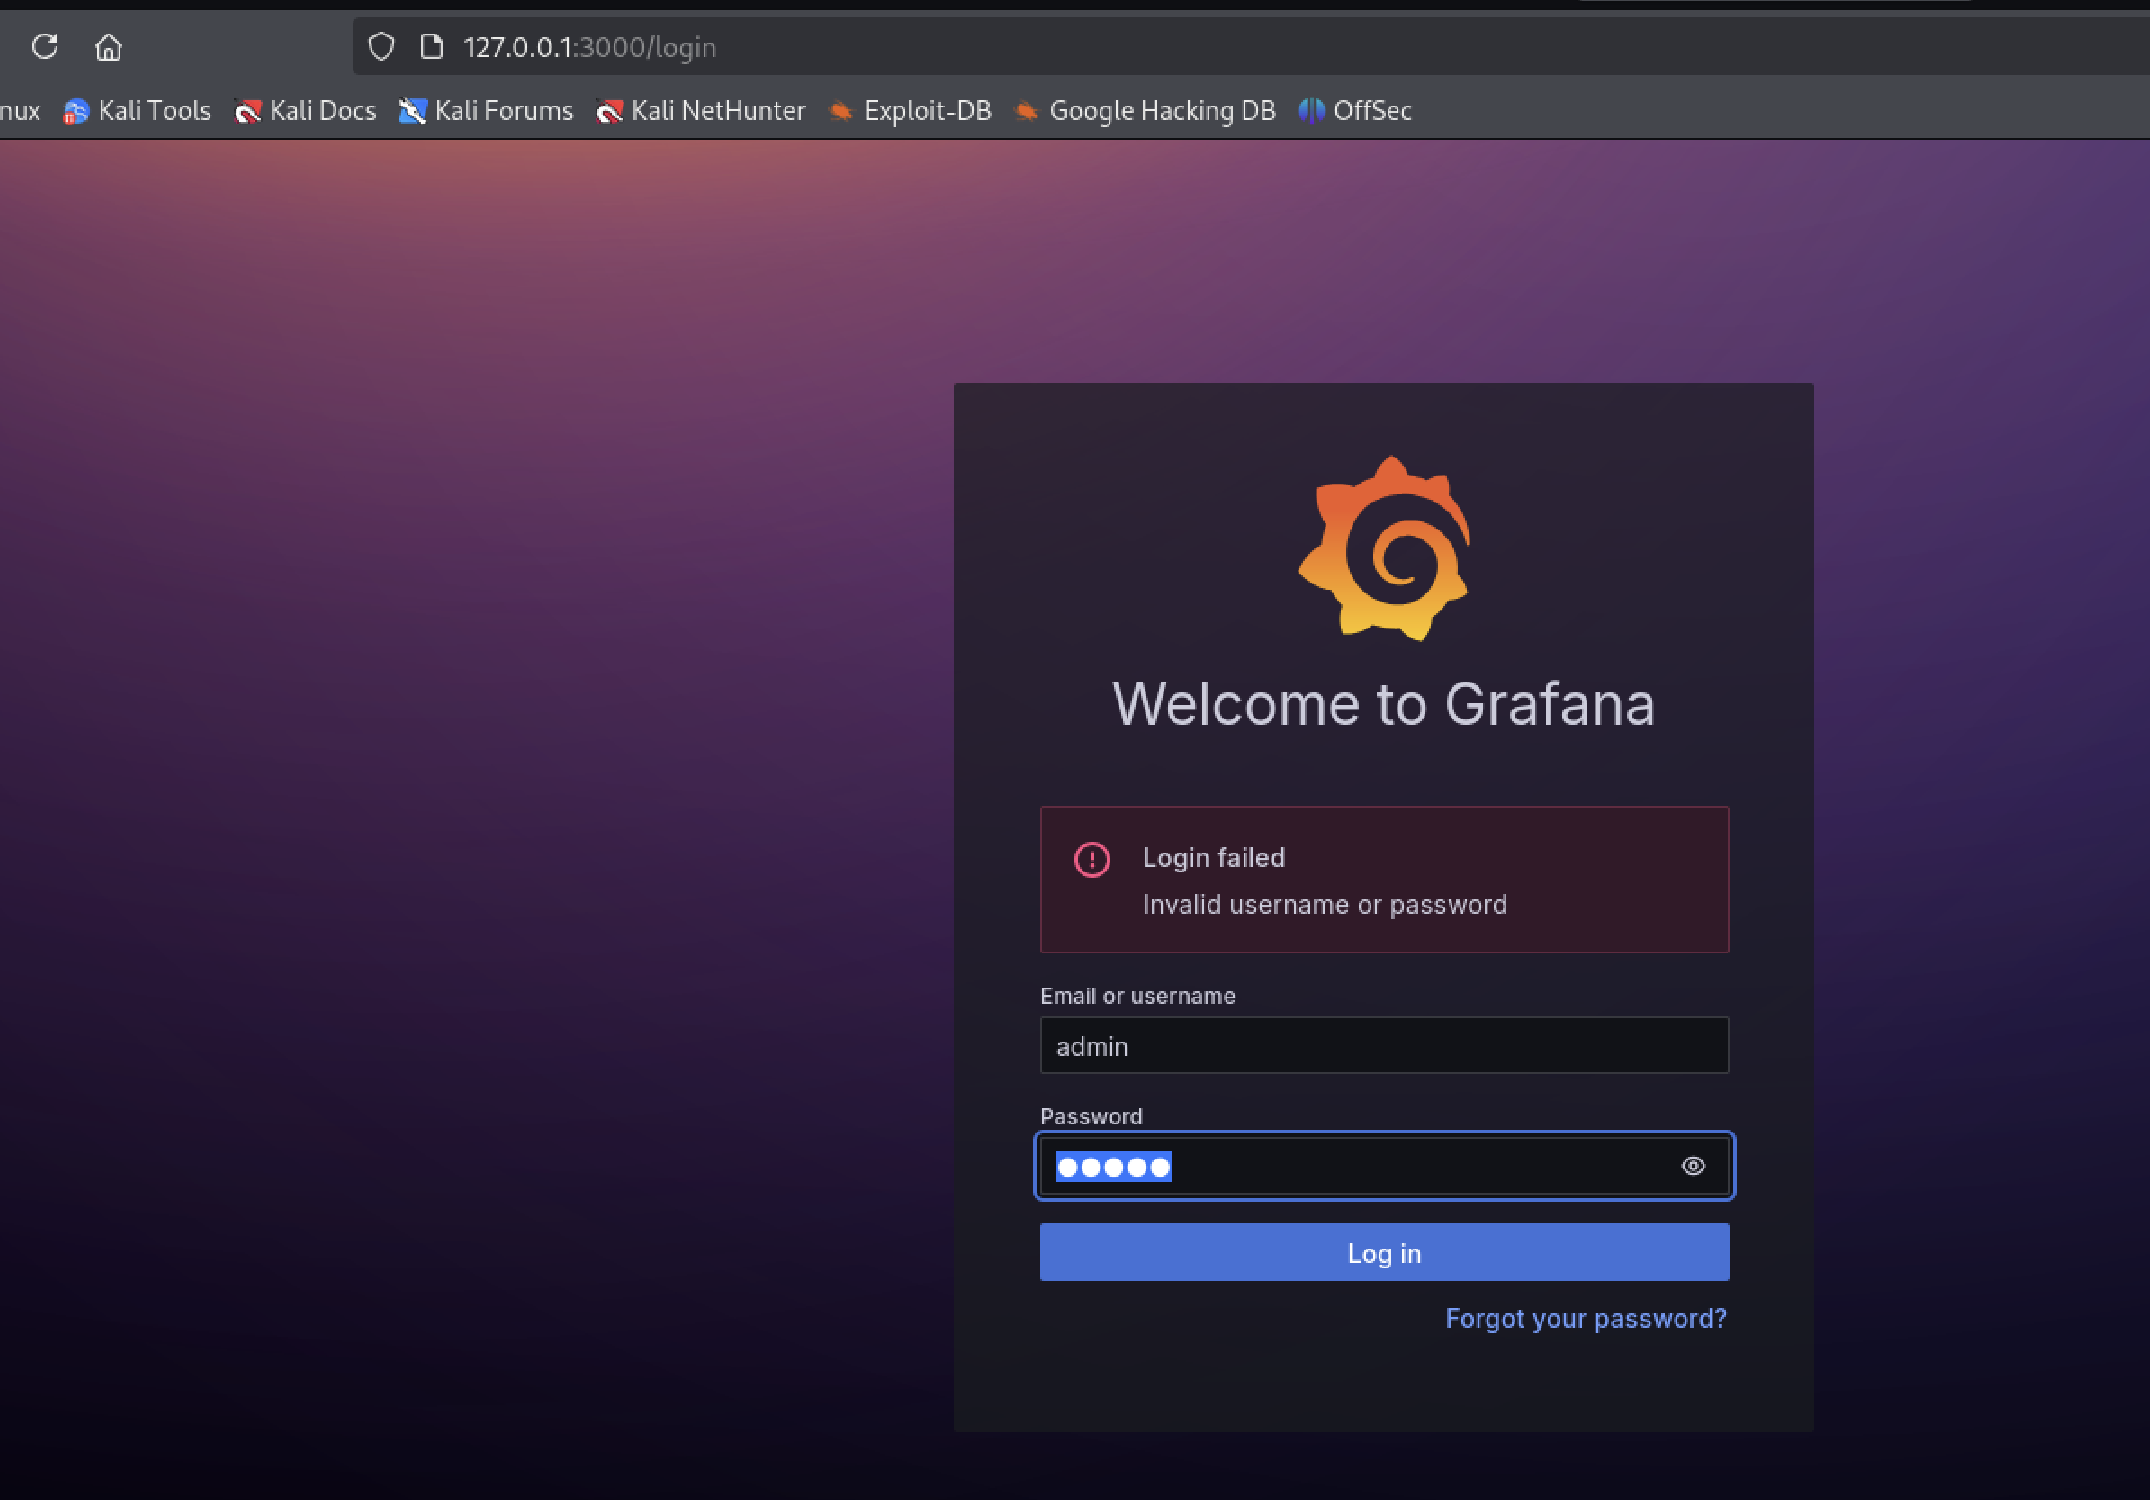 127.0.0.1:3000/login
nux Kali Tools Kali Docs Kali Forums Kali NetHunter Exploit-DB Google Hacking DB OffSec
Welcome to Grafana
Login failed
Invalid username or password
Email or username
admin
Password
Log in
Forgot your password?